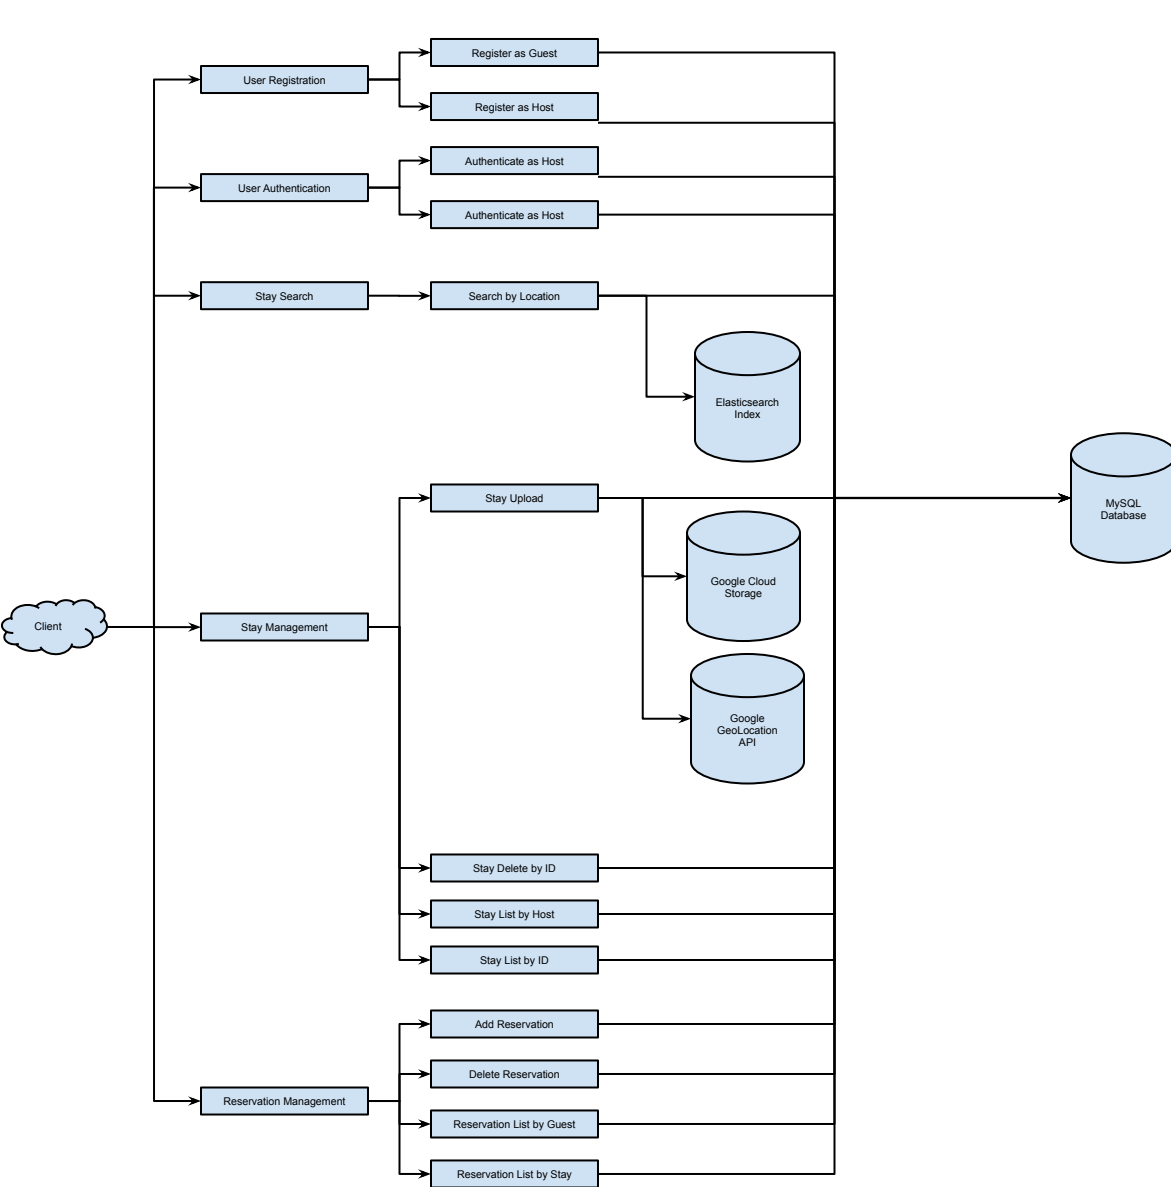 Register as Guest
User Registration
Register as Host
Authenticate as Host
User Authentication
Authenticate as Host
Stay Search
Search by Location
Elasticsearch
Index
Stay Upload
MySQL
Database
Google Cloud
Storage
Client
Stay Management
Google
GeoLocation
API
Stay Delete by ID
Stay List by Host
Stay List by ID
Add Reservation
Delete Reservation
Reservation Management
Reservation List by Guest
Reservation List by Stay